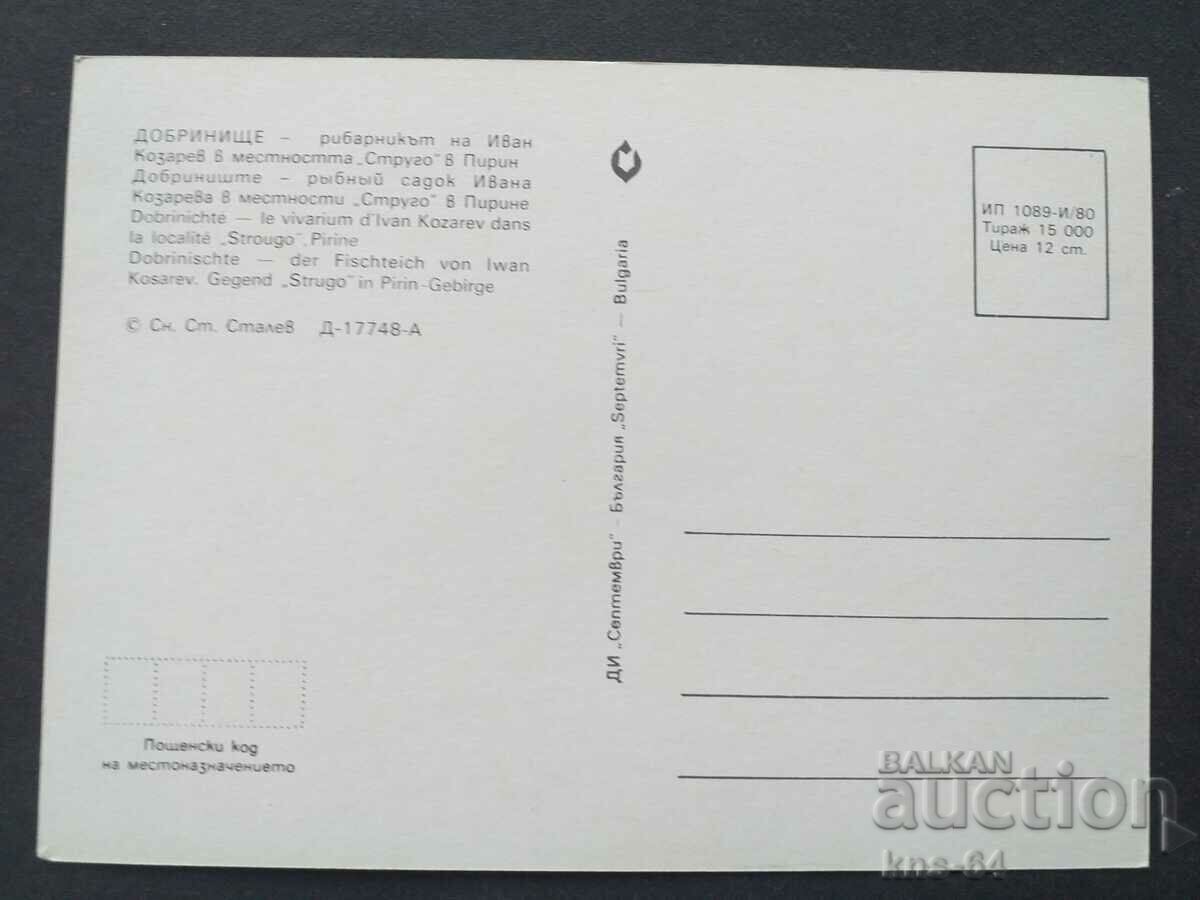 ДОБРИНИЩЕ – рибарникът на Иван
Козарев в местността „Струго" в Пирин
Добриниште – рыбный садок Ивана
Козарева в местности „Струго" в Пирине
Dobrinichte — le vivarium d'Ivan Kozarev dans
la localité „Strougo", Pirine
Dobrinischte — der Fischteich von Iwan
Kosarev. Gegend „Strugo" in Pirin-Gebirge
© Сн. Ст. Сталев Д-17748-А
Пощенски код
на местоназначението
ДИ „Септември" - България „Septemvri" — Bulgaria
ИП 1089-И/80
Тираж 15 000
Цена 12 ст.
BALKAN
auction
kns-64